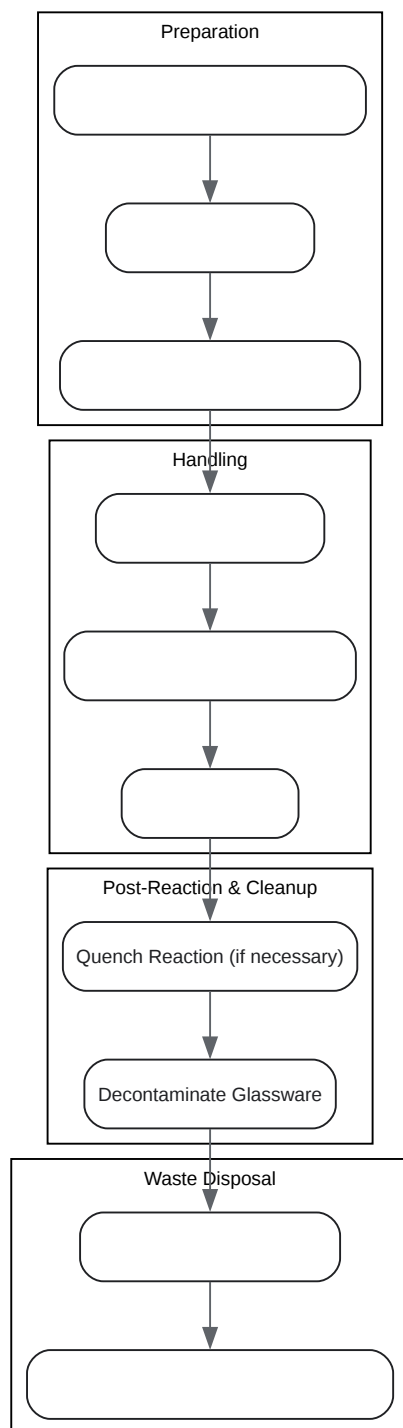 Preparation
Handling
Post-Reaction & Cleanup
Quench Reaction (if necessary)
Decontaminate Glassware
Waste Disposal